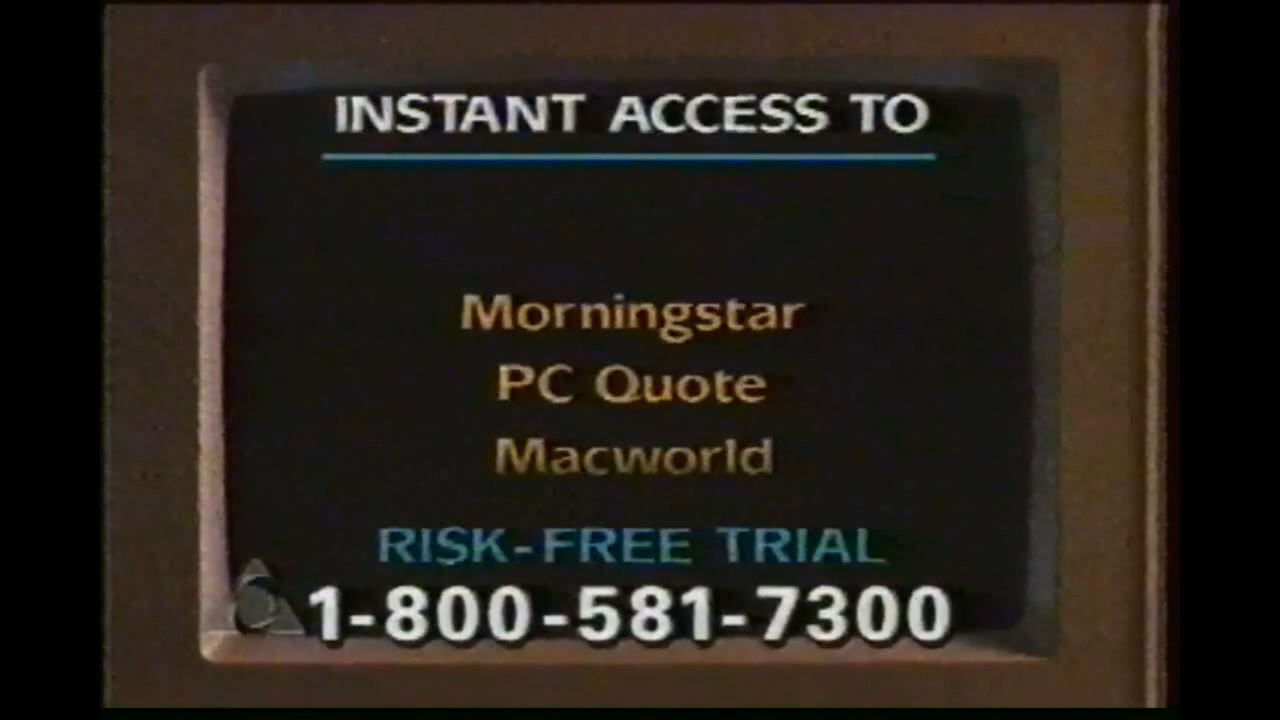 INSTANT ACCESS TO
Morningstar
PC Quote
Macworld
RISK-FREE TRIAL
1-800-581-7300